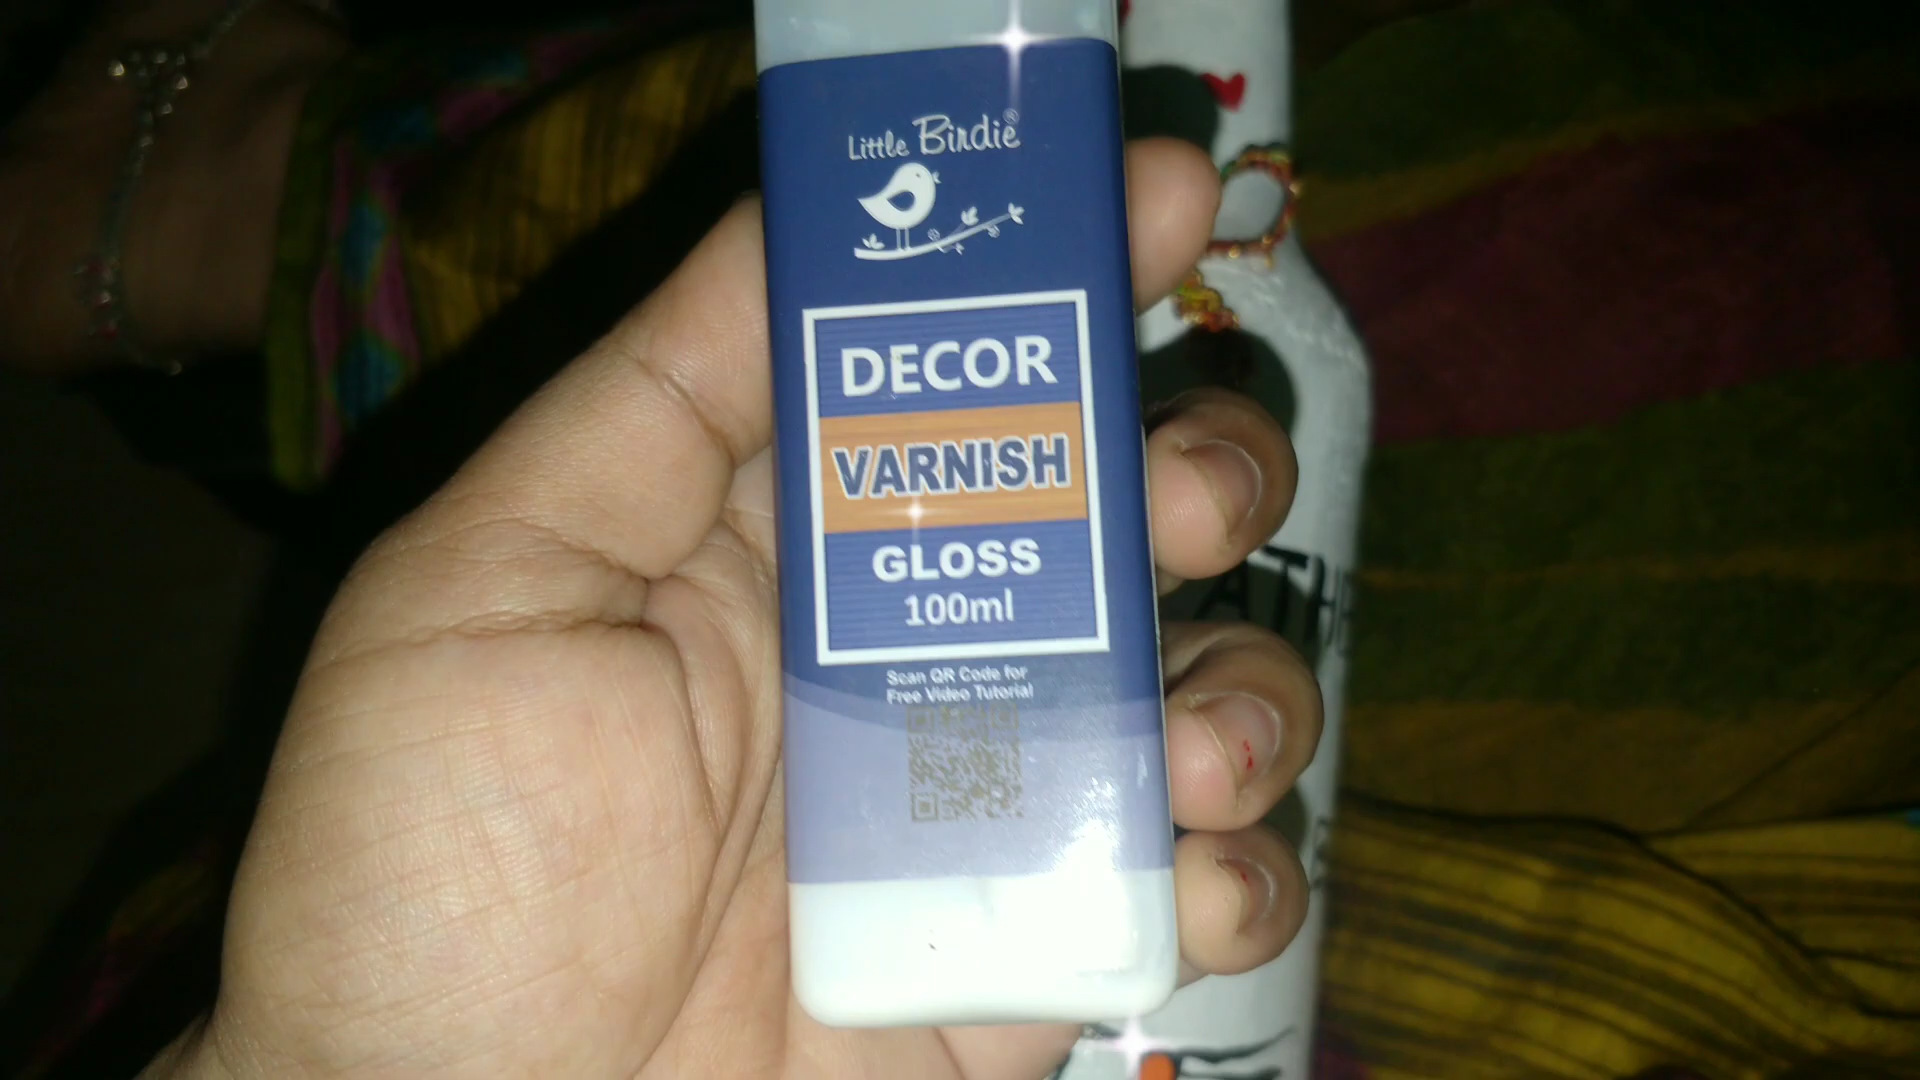 Little Birdie®
DECOR
VARNISH
GLOSS
100ml
Scan QR Code for
Free Video Tutorial